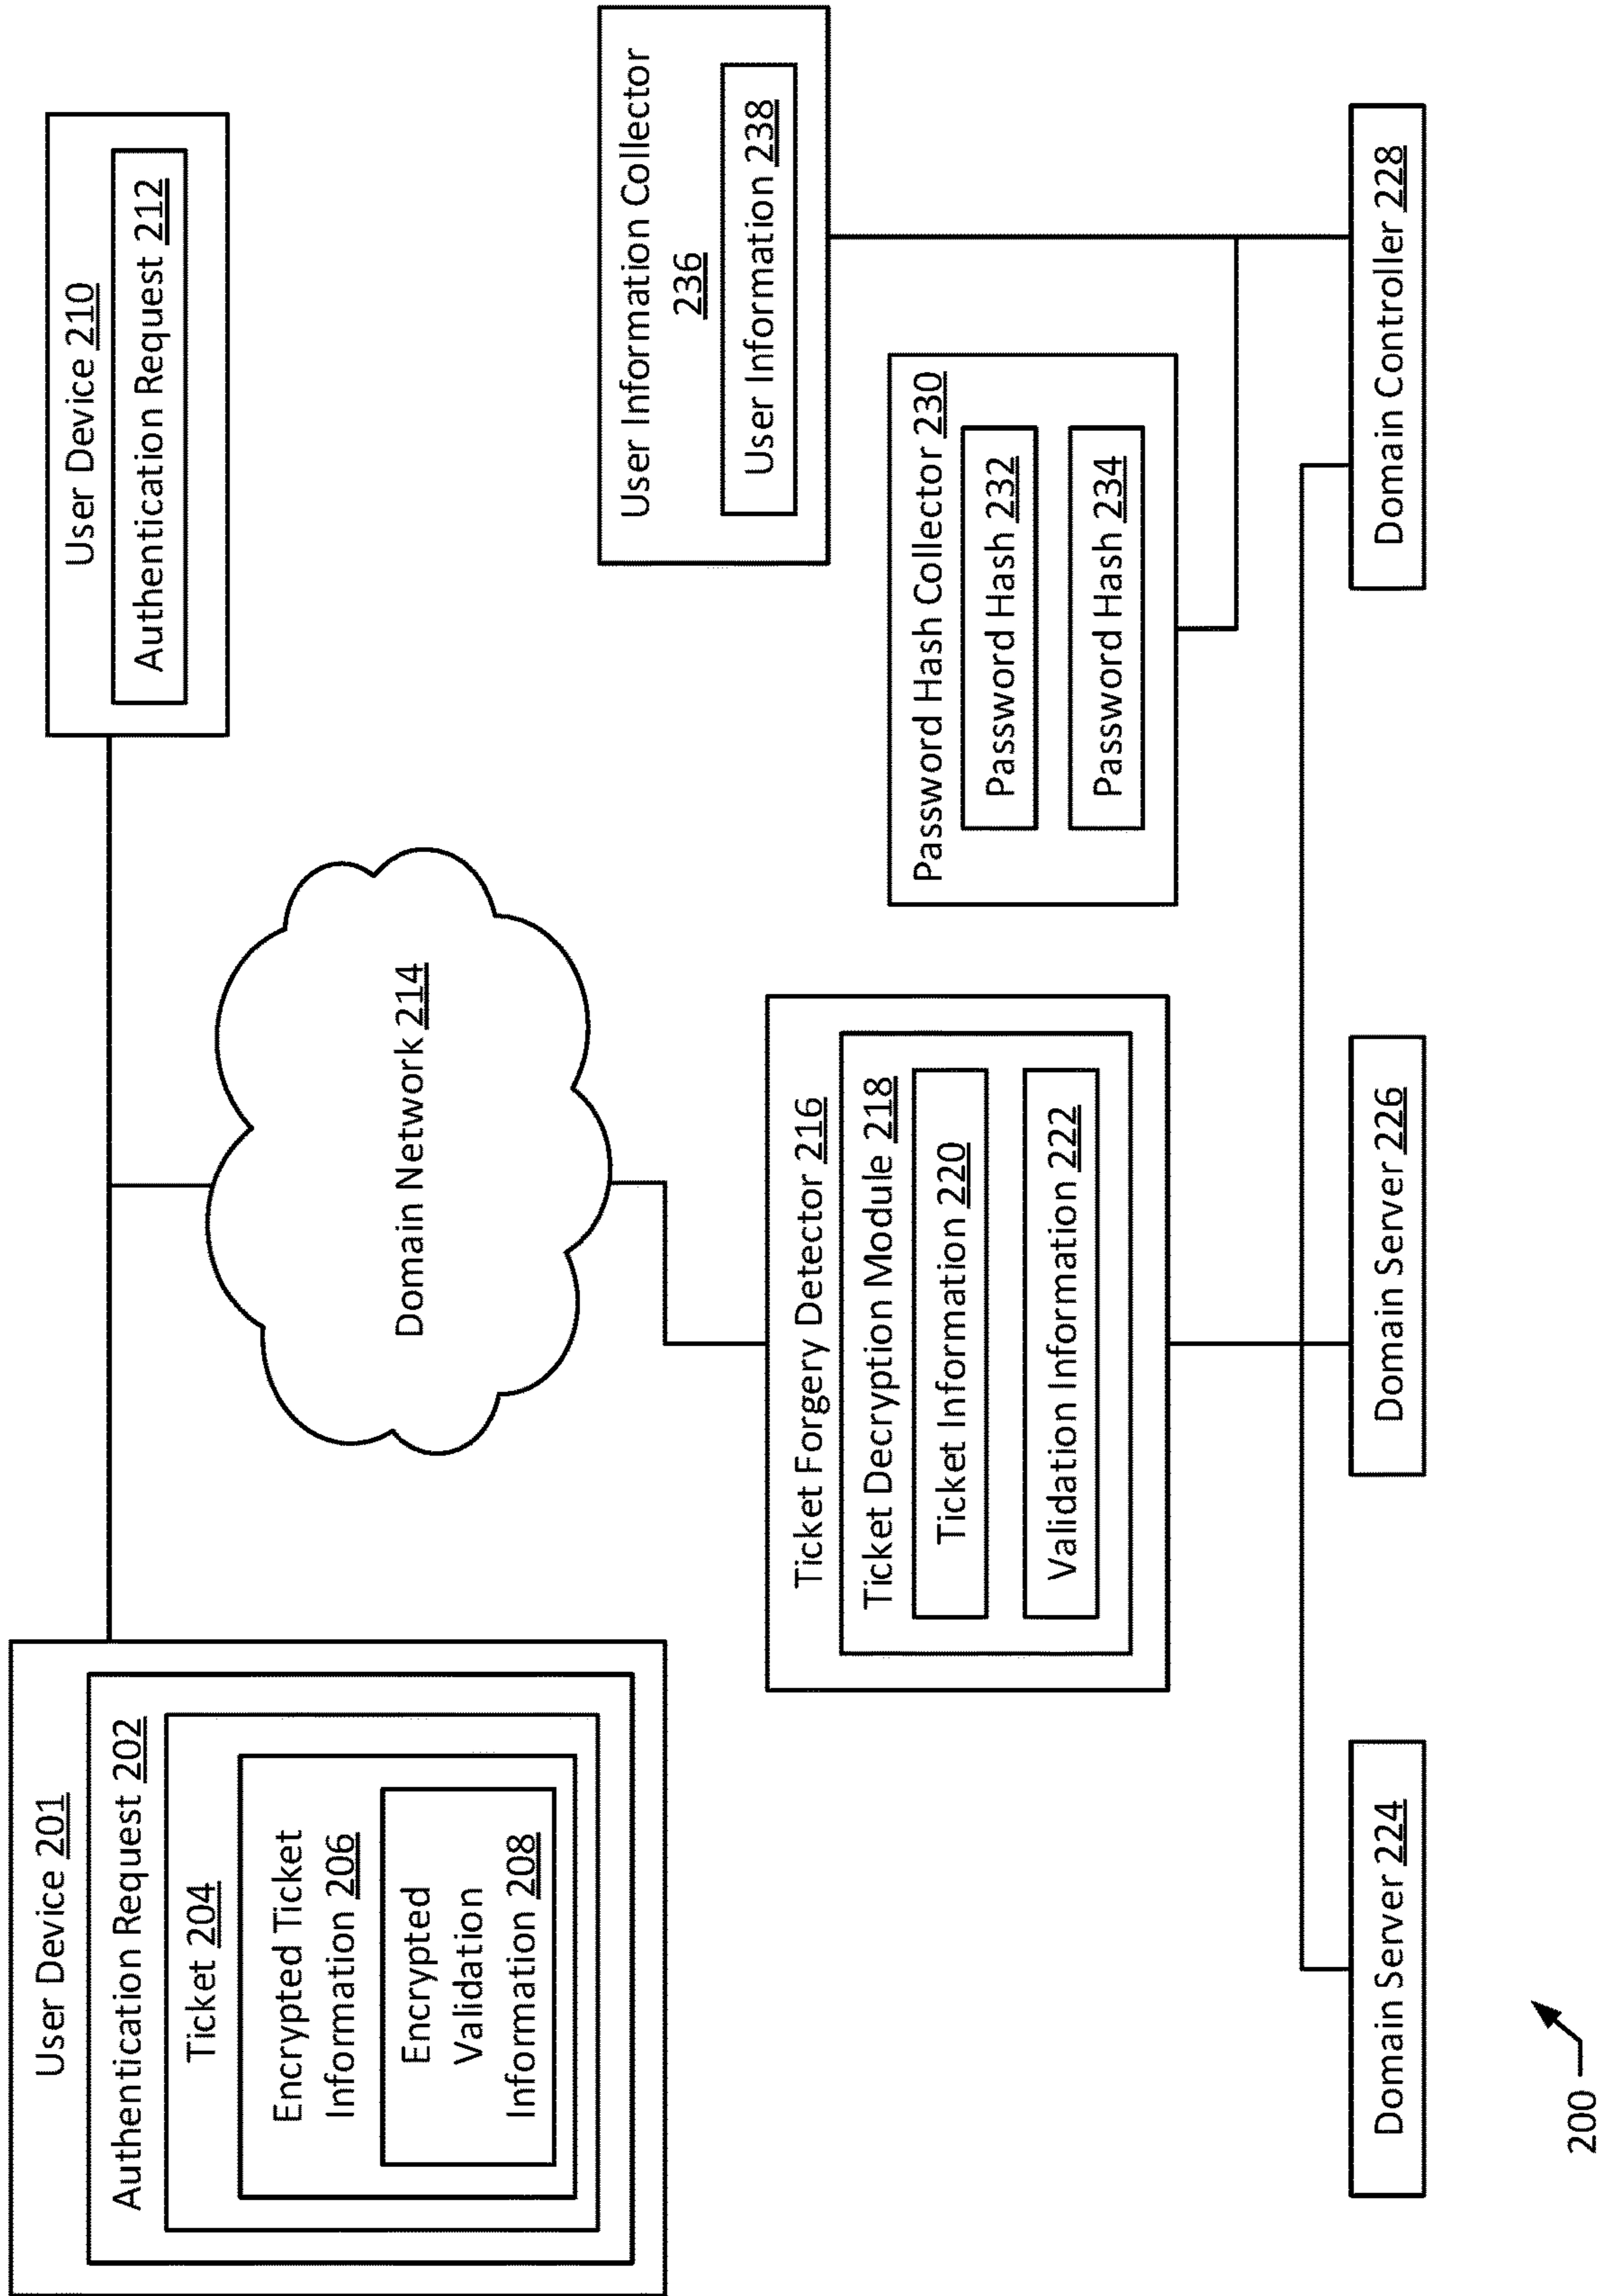 User Device 201
Authentication Request 202
Ticket 204
Encrypted Ticket
Information 206
Encrypted
Validation
Information 208
User Device 210
Authentication Request 212
Domain Network 214
User Information Collector
236
User Information 238
Ticket Forgery Detector 216
Ticket Decryption Module 218
Ticket Information 220
Validation Information 222
Password Hash Collector 230
Password Hash 232
Password Hash 234
Domain Server 224
Domain Server 226
Domain Controller 228
200